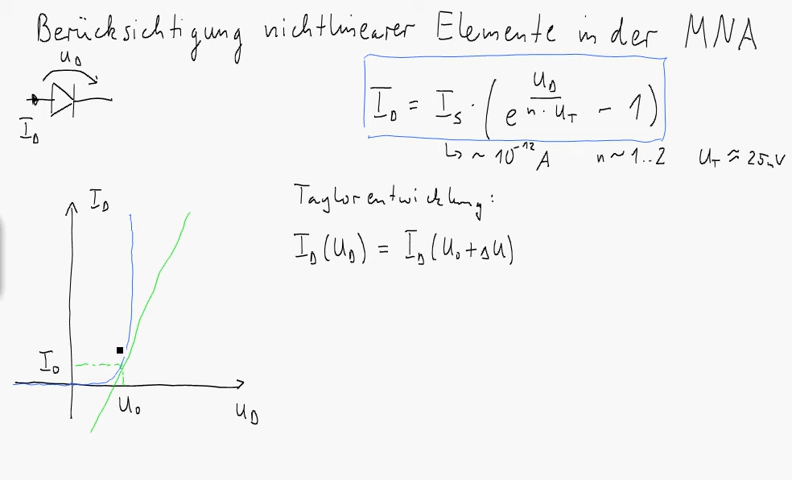 Berücksichtigung nichtlinearer Elemente in der MNA
u_D
I_D
I_D = I_S · (e^(u_D / (n · u_T)) − 1)
↳ ~ 10^−12 A n ~ 1..2 U_T ≈ 25mV
Taylorentwicklung:
I_D (U_D) = I_D (U_0 + ΔU)
I_D
I_0
U_0
u_D